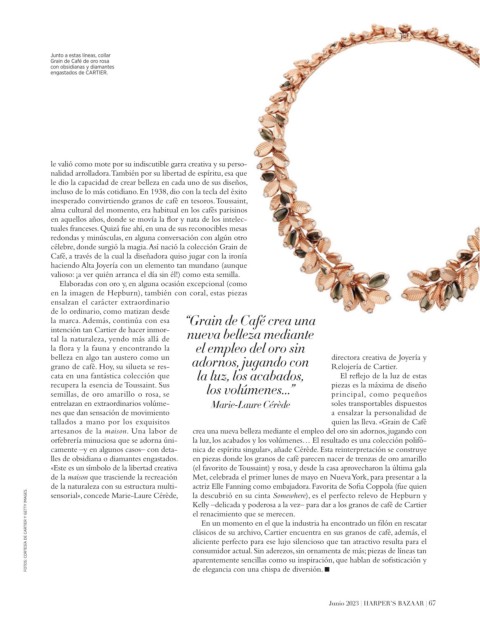 Junto a estas líneas, collar
Grain de Café de oro rosa
con obsidianas y diamantes
engastados de CARTIER.
le valió como mote por su indiscutible garra creativa y su perso-
nalidad arrolladora. También por su libertad de espíritu, esa que
le dio la capacidad de crear belleza en cada uno de sus diseños,
incluso de lo más cotidiano. En 1938, dio con la tecla del éxito
inesperado convirtiendo granos de café en tesoros. Toussaint,
alma cultural del momento, era habitual en los cafés parisinos
en aquellos años, donde se movía la flor y nata de los intelec-
tuales franceses. Quizá fue ahí, en una de sus reconocibles mesas
redondas y minúsculas, en alguna conversación con algún otro
célebre, donde surgió la magia. Así nació la colección Grain de
Café, a través de la cual la diseñadora quiso jugar con la ironía
haciendo Alta Joyería con un elemento tan mundano (aunque
valioso: ¡a ver quién arranca el día sin él!) como esta semilla.
Elaboradas con oro y, en alguna ocasión excepcional (como
en la imagen de Hepburn), también con coral, estas piezas
ensalzan el carácter extraordinario
de lo ordinario, como matizan desde
la marca. Además, continúa con esa
intención tan Cartier de hacer inmor-
tal la naturaleza, yendo más allá de
la flora y la fauna y encontrando la
belleza en algo tan austero como un
grano de café. Hoy, su silueta se res-
cata en una fantástica colección que
recupera la esencia de Toussaint. Sus
semillas, de oro amarillo o rosa, se
entrelazan en extraordinarios volúme-
nes que dan sensación de movimiento
tallados a mano por los exquisitos
artesanos de la maison. Una labor de
orfebrería minuciosa que se adorna úni-
camente –y en algunos casos– con deta-
lles de obsidiana o diamantes engastados.
«Este es un símbolo de la libertad creativa
de la maison que trasciende la recreación
de la naturaleza con su estructura multi-
sensorial», concede Marie-Laure Cérède,
“Grain de Café crea una
nueva belleza mediante
el empleo del oro sin
adornos, jugando con
la luz, los acabados,
los volúmenes...”
Marie-Laure Cérède
directora creativa de Joyería y
Relojería de Cartier.
El reflejo de la luz de estas
piezas es la máxima de diseño
principal, como pequeños
soles transportables dispuestos
a ensalzar la personalidad de
quien las lleva. «Grain de Café
crea una nueva belleza mediante el empleo del oro sin adornos, jugando con
la luz, los acabados y los volúmenes… El resultado es una colección polifó-
nica de espíritu singular», añade Cérède. Esta reinterpretación se construye
en piezas donde los granos de café parecen nacer de trenzas de oro amarillo
(el favorito de Toussaint) y rosa, y desde la casa aprovecharon la última gala
Met, celebrada el primer lunes de mayo en Nueva York, para presentar a la
actriz Elle Fanning como embajadora. Favorita de Sofia Coppola (fue quien
la descubrió en su cinta Somewhere), es el perfecto relevo de Hepburn y
Kelly –delicada y poderosa a la vez– para dar a los granos de café de Cartier
el renacimiento que se merecen.
En un momento en el que la industria ha encontrado un filón en rescatar
clásicos de su archivo, Cartier encuentra en sus granos de café, además, el
aliciente perfecto para ese lujo silencioso que tan atractivo resulta para el
consumidor actual. Sin aderezos, sin ornamenta de más; piezas de líneas tan
aparentemente sencillas como su inspiración, que hablan de sofisticación y
de elegancia con una chispa de diversión. ■
FOTOS: CORTESÍA DE CARTIER Y GETTY IMAGES.
Junio 2023 | HARPER'S BAZAAR | 67